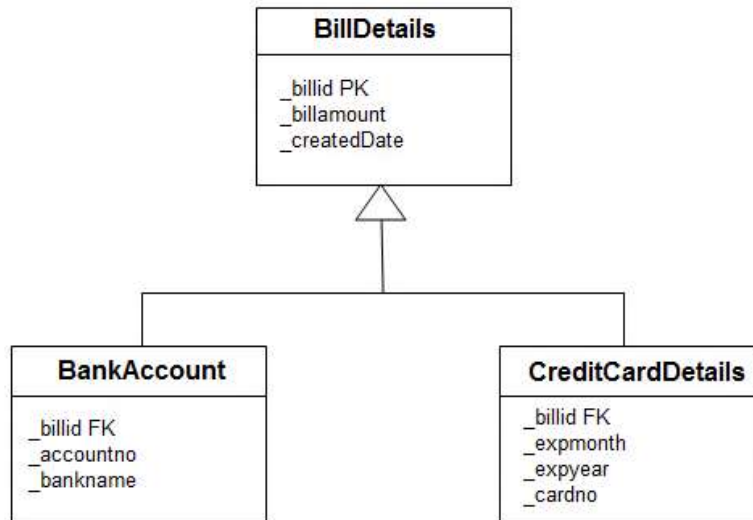 BillDetails
_billid PK
_billamount
_createdDate
BankAccount
_billid FK
_accountno
_bankname
CreditCardDetails
_billid FK
_expmonth
_expyear
_cardno